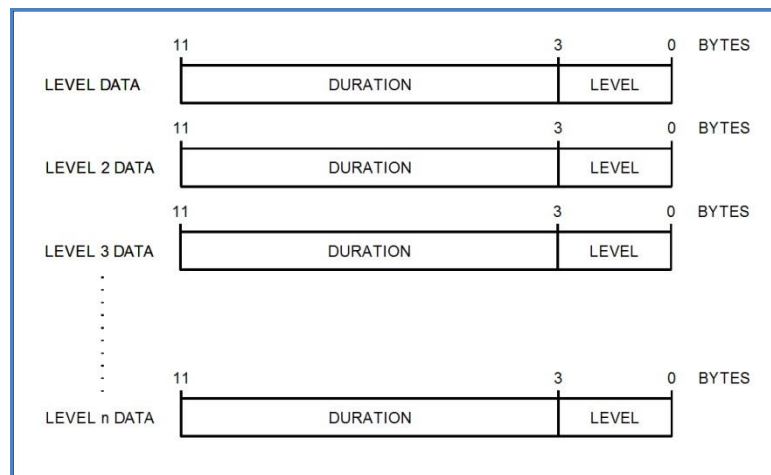 11 3 0 BYTES
LEVEL DATA DURATION LEVEL
11 3 0 BYTES
LEVEL 2 DATA DURATION LEVEL
11 3 0 BYTES
LEVEL 3 DATA DURATION LEVEL
11 3 0 BYTES
LEVEL n DATA DURATION LEVEL